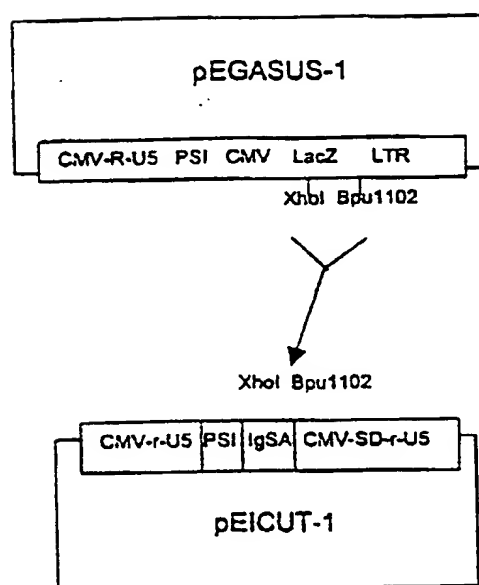 pEGASUS-1
CMV-R-U5 PSI CMV LacZ LTR
XhoI Bpu1102
XhoI Bpu1102
CMV-r-U5 PSI IgSA CMV-SD-r-U5
pEICUT-1